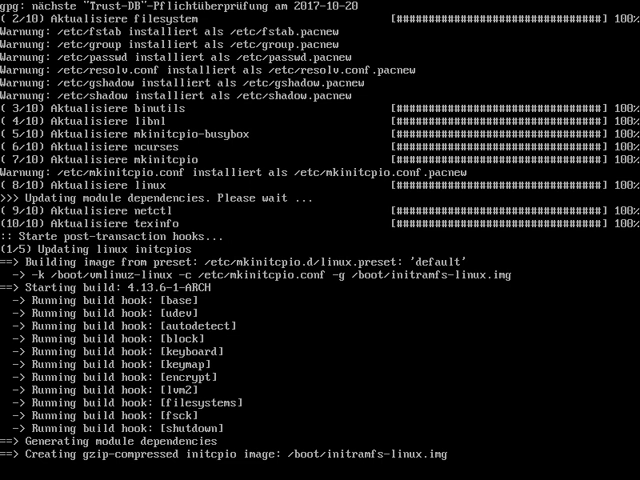 gpg: nächste "Trust-DB"-Pflichtüberprüfung am 2017-10-20
( 2/10) Aktualisiere filesystem [################################] 100%
Warnung: /etc/fstab installiert als /etc/fstab.pacnew
Warnung: /etc/group installiert als /etc/group.pacnew
Warnung: /etc/passwd installiert als /etc/passwd.pacnew
Warnung: /etc/resolv.conf installiert als /etc/resolv.conf.pacnew
Warnung: /etc/gshadow installiert als /etc/gshadow.pacnew
Warnung: /etc/shadow installiert als /etc/shadow.pacnew
( 3/10) Aktualisiere binutils [################################] 100%
( 4/10) Aktualisiere libnl [################################] 100%
( 5/10) Aktualisiere mkinitcpio-busybox [################################] 100%
( 6/10) Aktualisiere ncurses [################################] 100%
( 7/10) Aktualisiere mkinitcpio [################################] 100%
Warnung: /etc/mkinitcpio.conf installiert als /etc/mkinitcpio.conf.pacnew
( 8/10) Aktualisiere linux [################################] 100%
>>> Updating module dependencies. Please wait ...
( 9/10) Aktualisiere netctl [################################] 100%
(10/10) Aktualisiere texinfo [################################] 100%
:: Starte post-transaction hooks...
(1/5) Updating linux initcpios
==> Building image from preset: /etc/mkinitcpio.d/linux.preset: 'default'
-> -k /boot/vmlinuz-linux -c /etc/mkinitcpio.conf -g /boot/initramfs-linux.img
==> Starting build: 4.13.6-1-ARCH
-> Running build hook: [base]
-> Running build hook: [udev]
-> Running build hook: [autodetect]
-> Running build hook: [block]
-> Running build hook: [keyboard]
-> Running build hook: [keymap]
-> Running build hook: [encrypt]
-> Running build hook: [lvm2]
-> Running build hook: [filesystems]
-> Running build hook: [fsck]
-> Running build hook: [shutdown]
==> Generating module dependencies
==> Creating gzip-compressed initcpio image: /boot/initramfs-linux.img